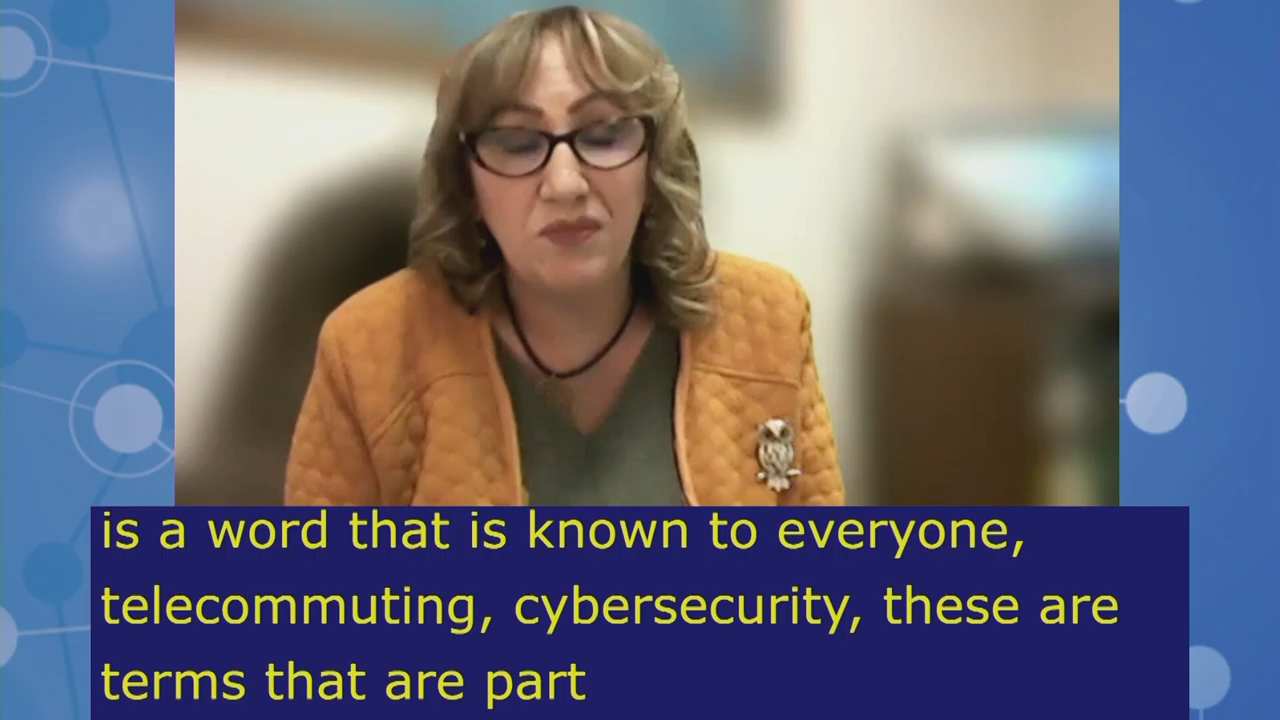 is a word that is known to everyone,
telecommuting, cybersecurity, these are
terms that are part